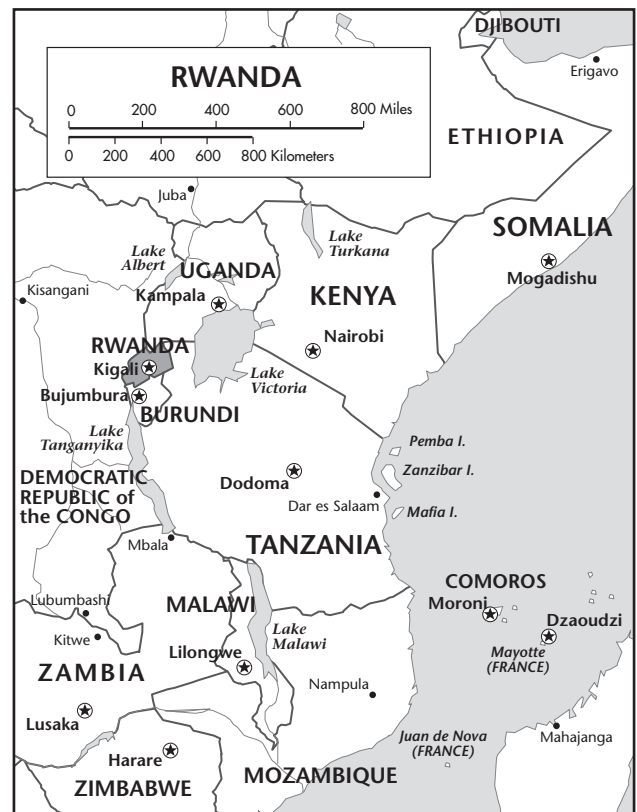 DJIBOUTI
Erigavo
RWANDA
0 200 400 600 800 Miles
0 200 400 600 800 Kilometers
ETHIOPIA
Juba
SOMALIA
Mogadishu
Lake
Turkana
Lake
Albert
UGANDA
Kampala
KENYA
Kisangani
Nairobi
RWANDA
Kigali
Lake
Victoria
Bujumbura
BURUNDI
Lake
Tanganyika
Pemba I.
Zanzibar I.
DEMOCRATIC
REPUBLIC of
the CONGO
Dodoma
Dar es Salaam
Mafia I.
Mbala
TANZANIA
COMOROS
Moroni
Dzaoudzi
Mayotte
(FRANCE)
Lubumbashi
MALAWI
Kitwe
Lake
Malawi
Lilongwe
ZAMBIA
Nampula
Lusaka
Juan de Nova
(FRANCE)
Mahajanga
Harare
ZIMBABWE
MOZAMBIQUE